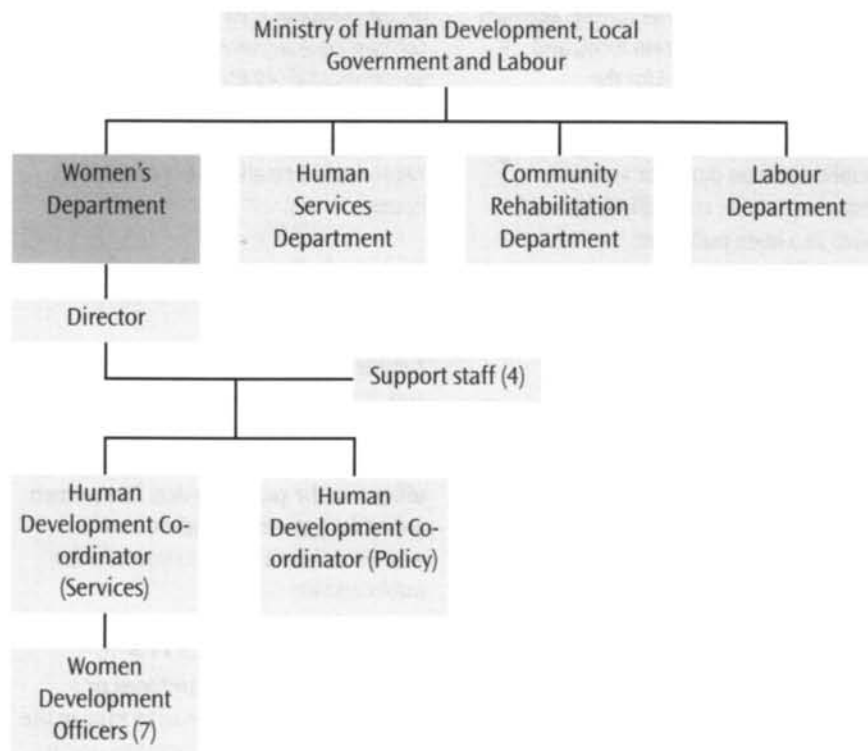 Ministry of Human Development, Local
Government and Labour
Women's
Department
Human
Services
Department
Community
Rehabilitation
Department
Labour
Department
Director
Support staff (4)
Human
Development Co-
ordinator
(Services)
Human
Development Co-
ordinator (Policy)
Women
Development
Officers (7)